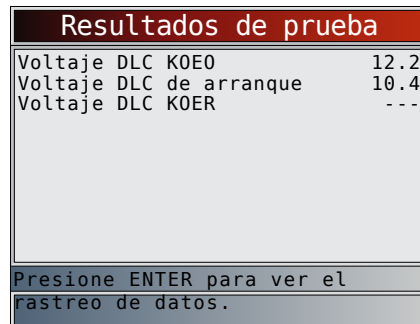 Resultados de prueba
Voltaje DLC KOEO 12.2
Voltaje DLC de arranque 10.4
Voltaje DLC KOER ---
Presione ENTER para ver el
rastreo de datos.